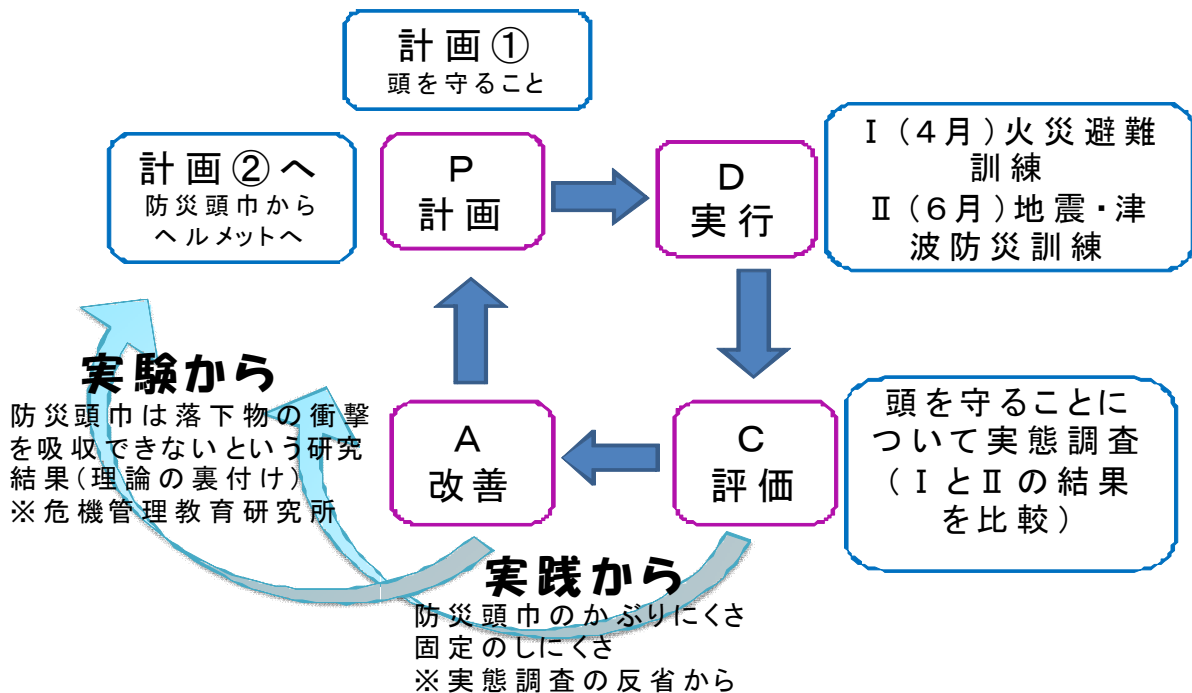 計画①
頭を守ること
計画②へ
防災頭巾から
ヘルメットへ
P
計画
D
実行
Ⅰ(4月)火災避難
訓練
Ⅱ(6月)地震・津
波防災訓練
実験から
防災頭巾は落下物の衝撃
を吸収できないという研究
結果(理論の裏付け)
※危機管理教育研究所
A
改善
C
評価
頭を守ることに
ついて実態調査
(ⅠとⅡの結果
を比較)
実践から
防災頭巾のかぶりにくさ
固定のしにくさ
※実態調査の反省から